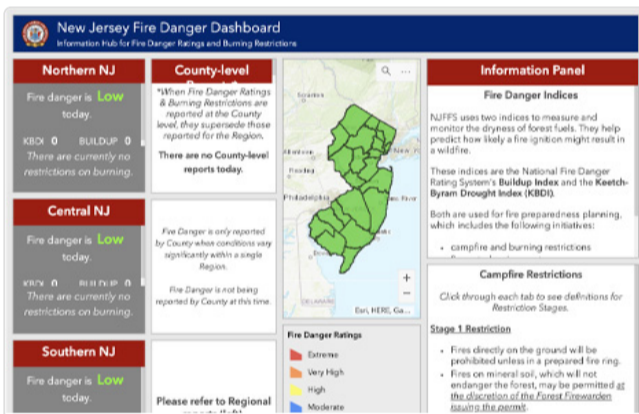 New Jersey Fire Danger Dashboard
Information Hub for Fire Danger Ratings and Burning Restrictions
Northern NJ
Fire danger is Low
today.
KBDI 0 BUILDUP 0
There are currently no
restrictions on burning.
Central NJ
Fire danger is Low
today.
KBDI 0 BUILDUP 0
There are currently no
restrictions on burning.
Southern NJ
Fire danger is Low
today.
County-level
*When Fire Danger Ratings
& Burning Restrictions are
reported at the County
level, they supersede those
reported for the Region.
There are no County-level
reports today.
Fire Danger is only reported
by County when conditions vary
significantly within a single
Region.
Fire Danger is not being
reported by County at this time.
Please refer to Regional
Scranton
Allentown
Reading
Philadelphia
DELAWARE
+
−
Esri, HERE, Ga...
Fire Danger Ratings
Extreme
Very High
High
Moderate
Information Panel
Fire Danger Indices
NJFFS uses two indices to measure and
monitor the dryness of forest fuels. They help
predict how likely a fire ignition might result in
a wildfire.
These indices are the National Fire Danger
Rating System's Buildup Index and the Keetch-
Byram Drought Index (KBDI).
Both are used for fire preparedness planning,
which includes the following initiatives:
• campfire and burning restrictions
Campfire Restrictions
Click through each tab to see definitions for
Restriction Stages.
Stage 1 Restriction
• Fires directly on the ground will be
prohibited unless in a prepared fire ring.
• Fires on mineral soil, which will not
endanger the forest, may be permitted at
the discretion of the Forest Firewarden
issuing the permit.